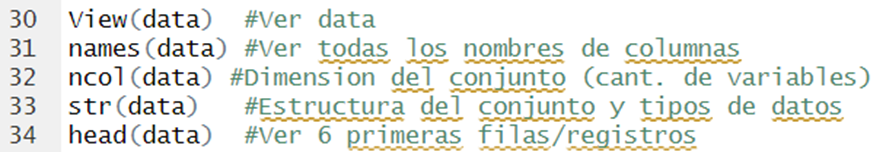 30 View(data)  #Ver data
31 names(data) #Ver todas los nombres de columnas
32 ncol(data) #Dimension del conjunto (cant. de variables)
33 str(data)   #Estructura del conjunto y tipos de datos
34 head(data)  #Ver 6 primeras filas/registros